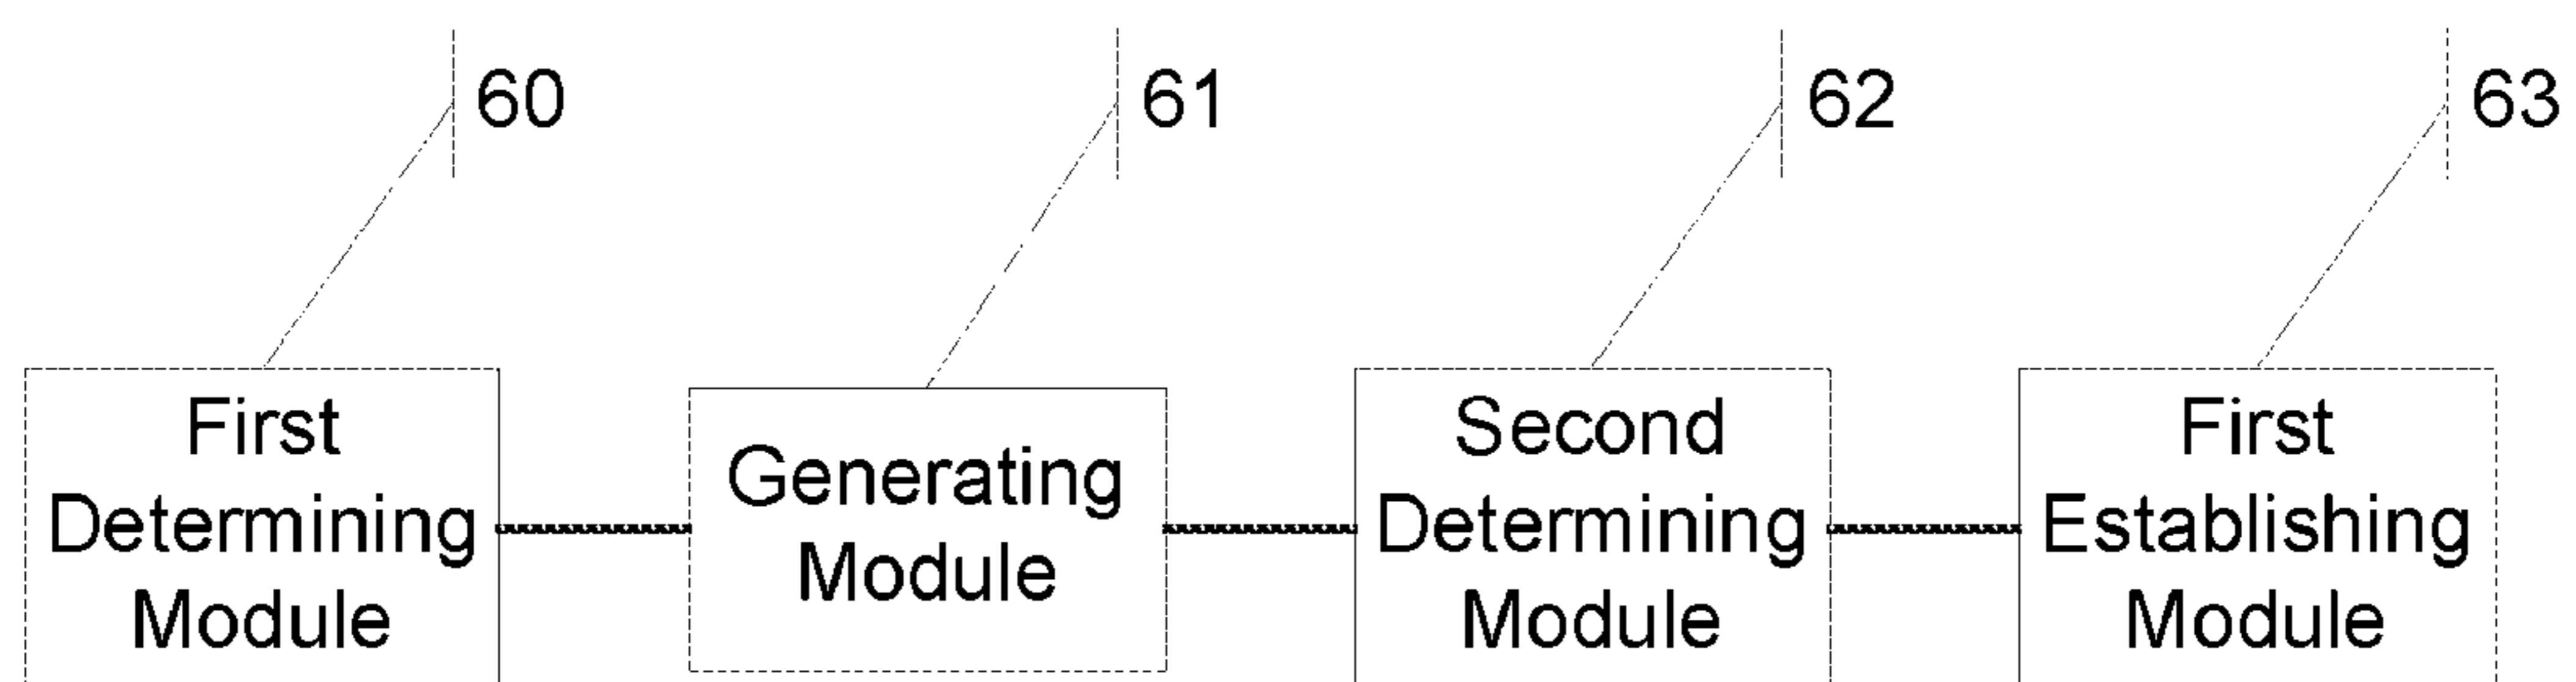 60
61
62
63
First
Determining
Module
Generating
Module
Second
Determining
Module
First
Establishing
Module